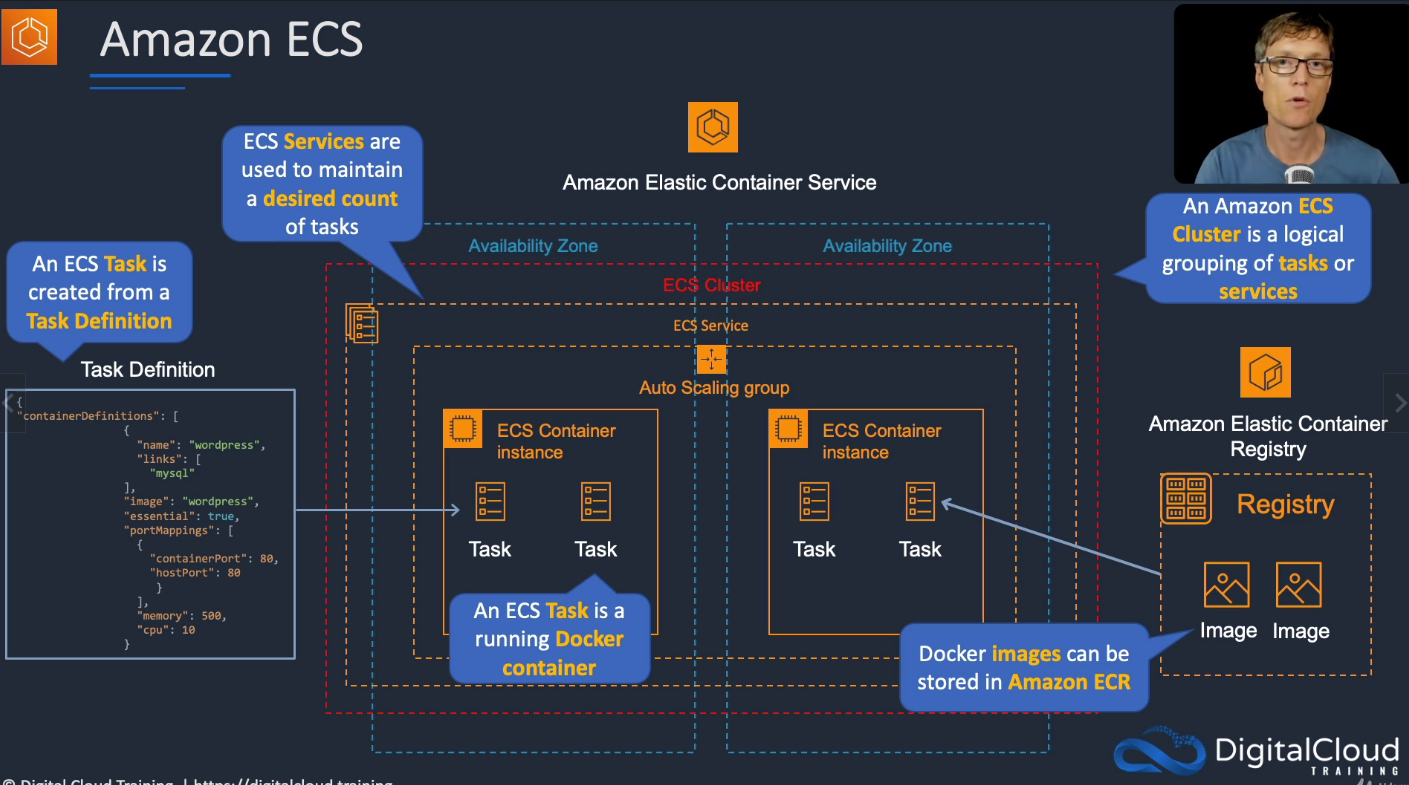 Amazon ECS
Amazon Elastic Container Service
ECS Services are
used to maintain
a desired count
of tasks
An Amazon ECS
Cluster is a logical
grouping of tasks or
services
An ECS Task is
created from a
Task Definition
Availability Zone
Availability Zone
ECS Cluster
ECS Service
Auto Scaling group
Task Definition
{
"containerDefinitions": [
{
"name": "wordpress",
"links": [
"mysql"
],
"image": "wordpress",
"essential": true,
"portMappings": [
{
"containerPort": 80,
"hostPort": 80
}
],
"memory": 500,
"cpu": 10
}
ECS Container
instance
Task
Task
ECS Container
instance
Task
Task
An ECS Task is a
running Docker
container
Amazon Elastic Container
Registry
Registry
Image
Image
Docker images can be
stored in Amazon ECR
DigitalCloud
TRAINING
© Digital Cloud Training | https://digitalcloud.training